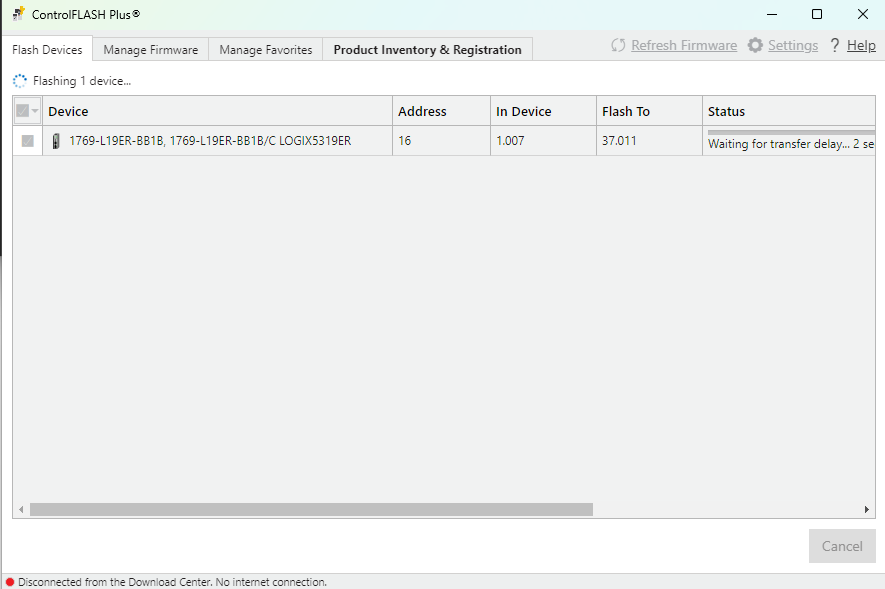 ControlFLASH Plus®
Flash Devices Manage Firmware Manage Favorites Product Inventory & Registration Refresh Firmware Settings ? Help
Flashing 1 device...
Device Address In Device Flash To Status
1769-L19ER-BB1B, 1769-L19ER-BB1B/C LOGIX5319ER 16 1.007 37.011 Waiting for transfer delay... 2 se
Cancel
Disconnected from the Download Center. No internet connection.